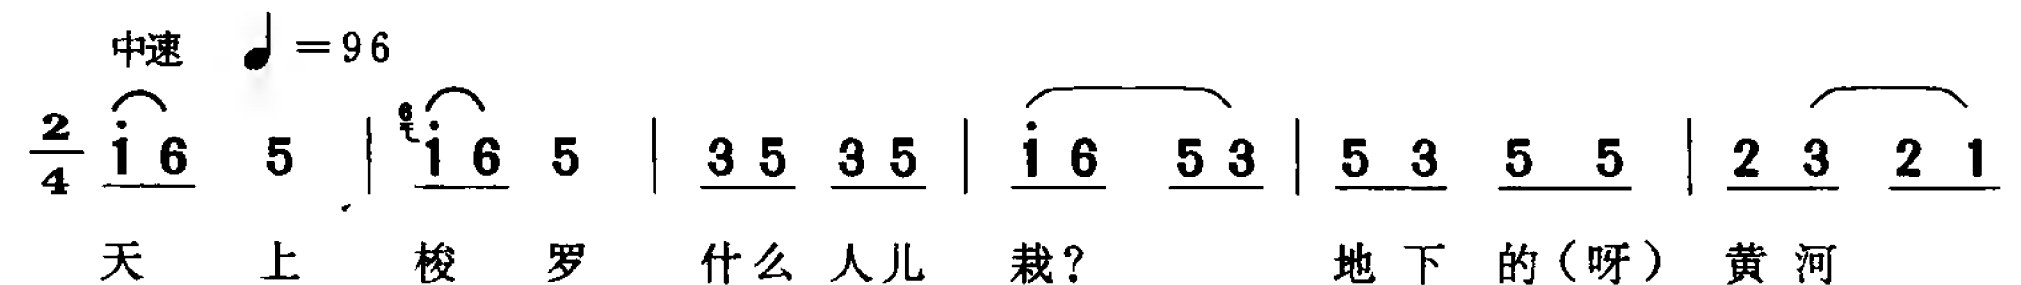 中速 ♩=96
2/4 i̇ 6 5 | 6 i̇ 6 5 | 3 5 3 5 | i̇ 6 5 3 | 5 3 5 5 | 2 3 2 1
天 上 梭 罗 什么 人儿 栽? 地 下 的(呀) 黄 河